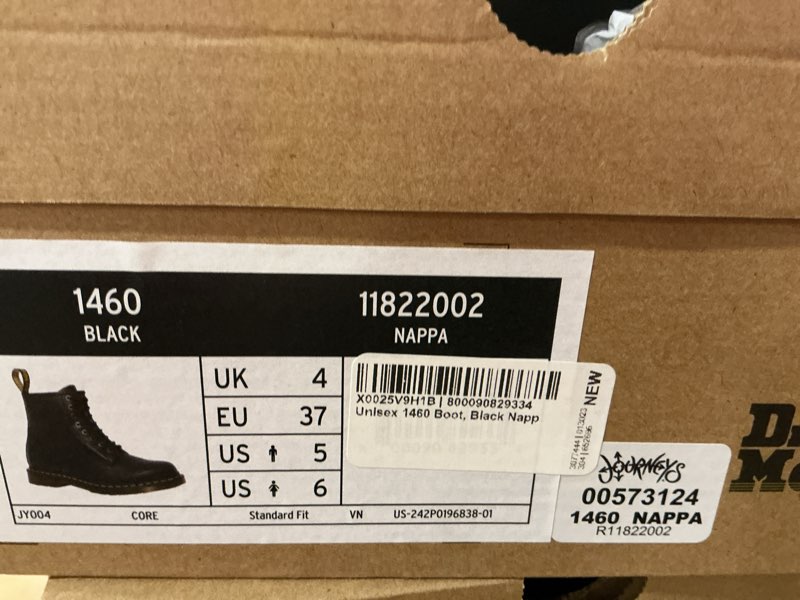 1460
BLACK
11822002
NAPPA
UK 4
EU 37
US 5
US 6
JY004 CORE Standard Fit VN US-242P0196838-01
X0025V9H1B | 800090829334
Unisex 1460 Boot, Black Napp
NEW
JOURNEYS
00573124
1460 NAPPA
R11822002